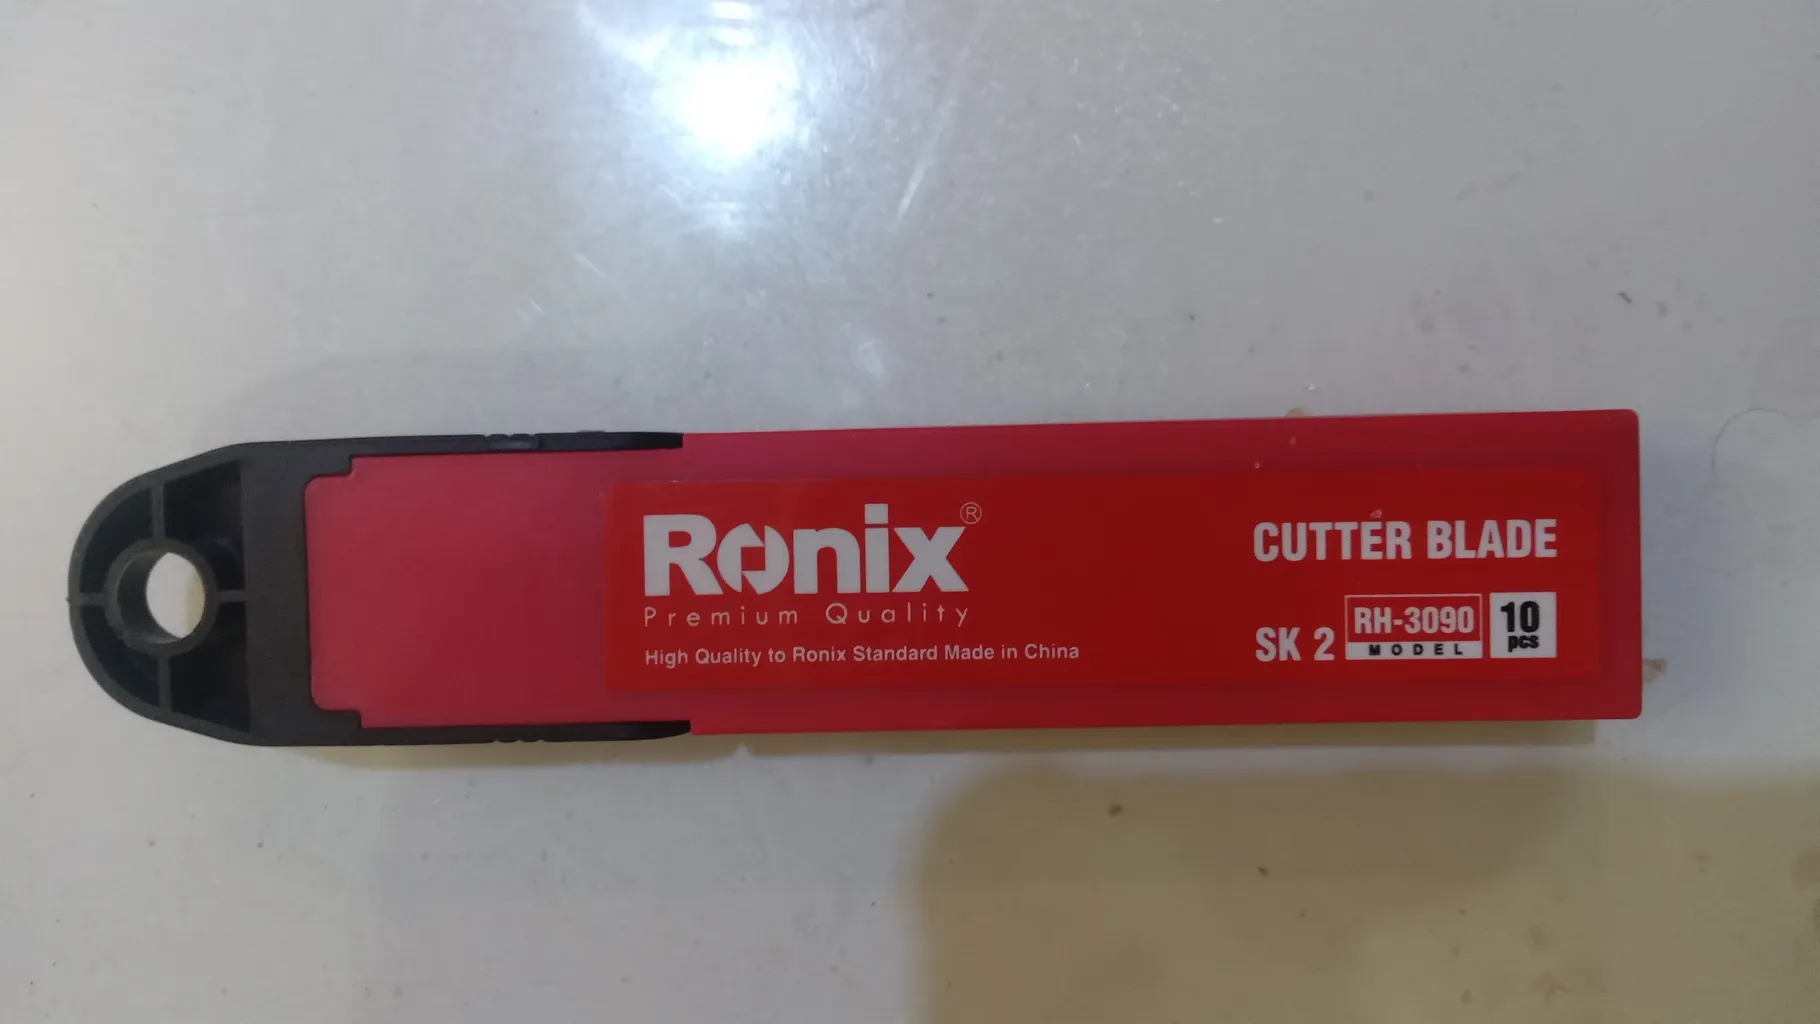 Ronix®
Premium Quality
High Quality to Ronix Standard Made in China
CUTTER BLADE
SK 2
RH-3090
MODEL
10
pcs